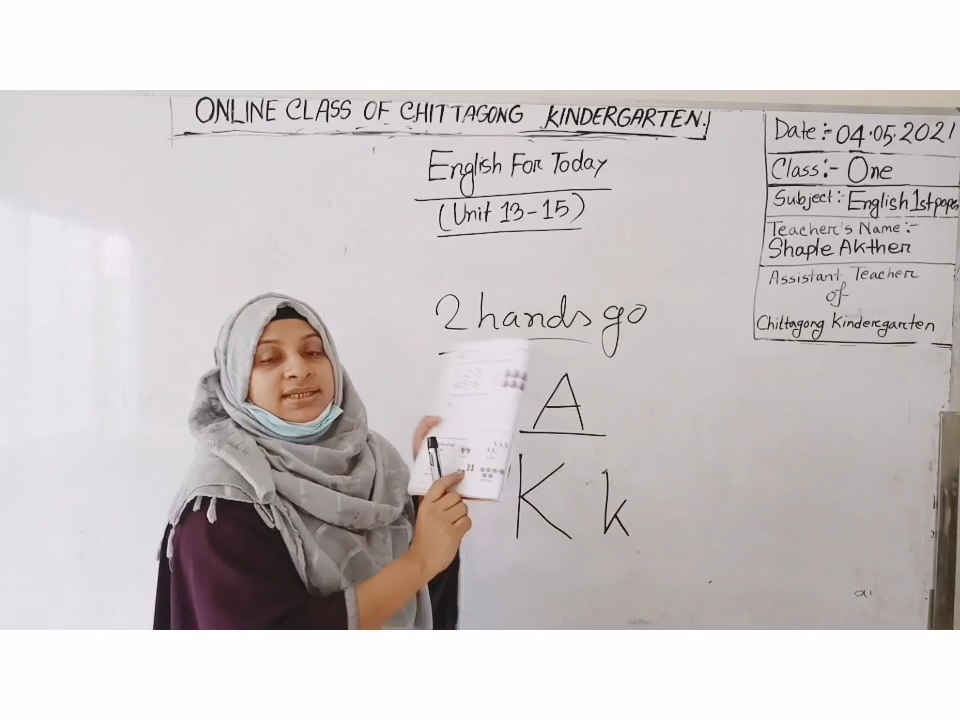 ONLINE CLASS OF CHITTAGONG KINDERGARTEN.
English For Today
(Unit 13-15)
2 hands go
A
K k
Date:- 04.05.2021
Class:- One
Subject:- English 1st paper
Teacher's Name:-
Shaple Akther
Assistant Teacher
of
Chittagong Kindergarten